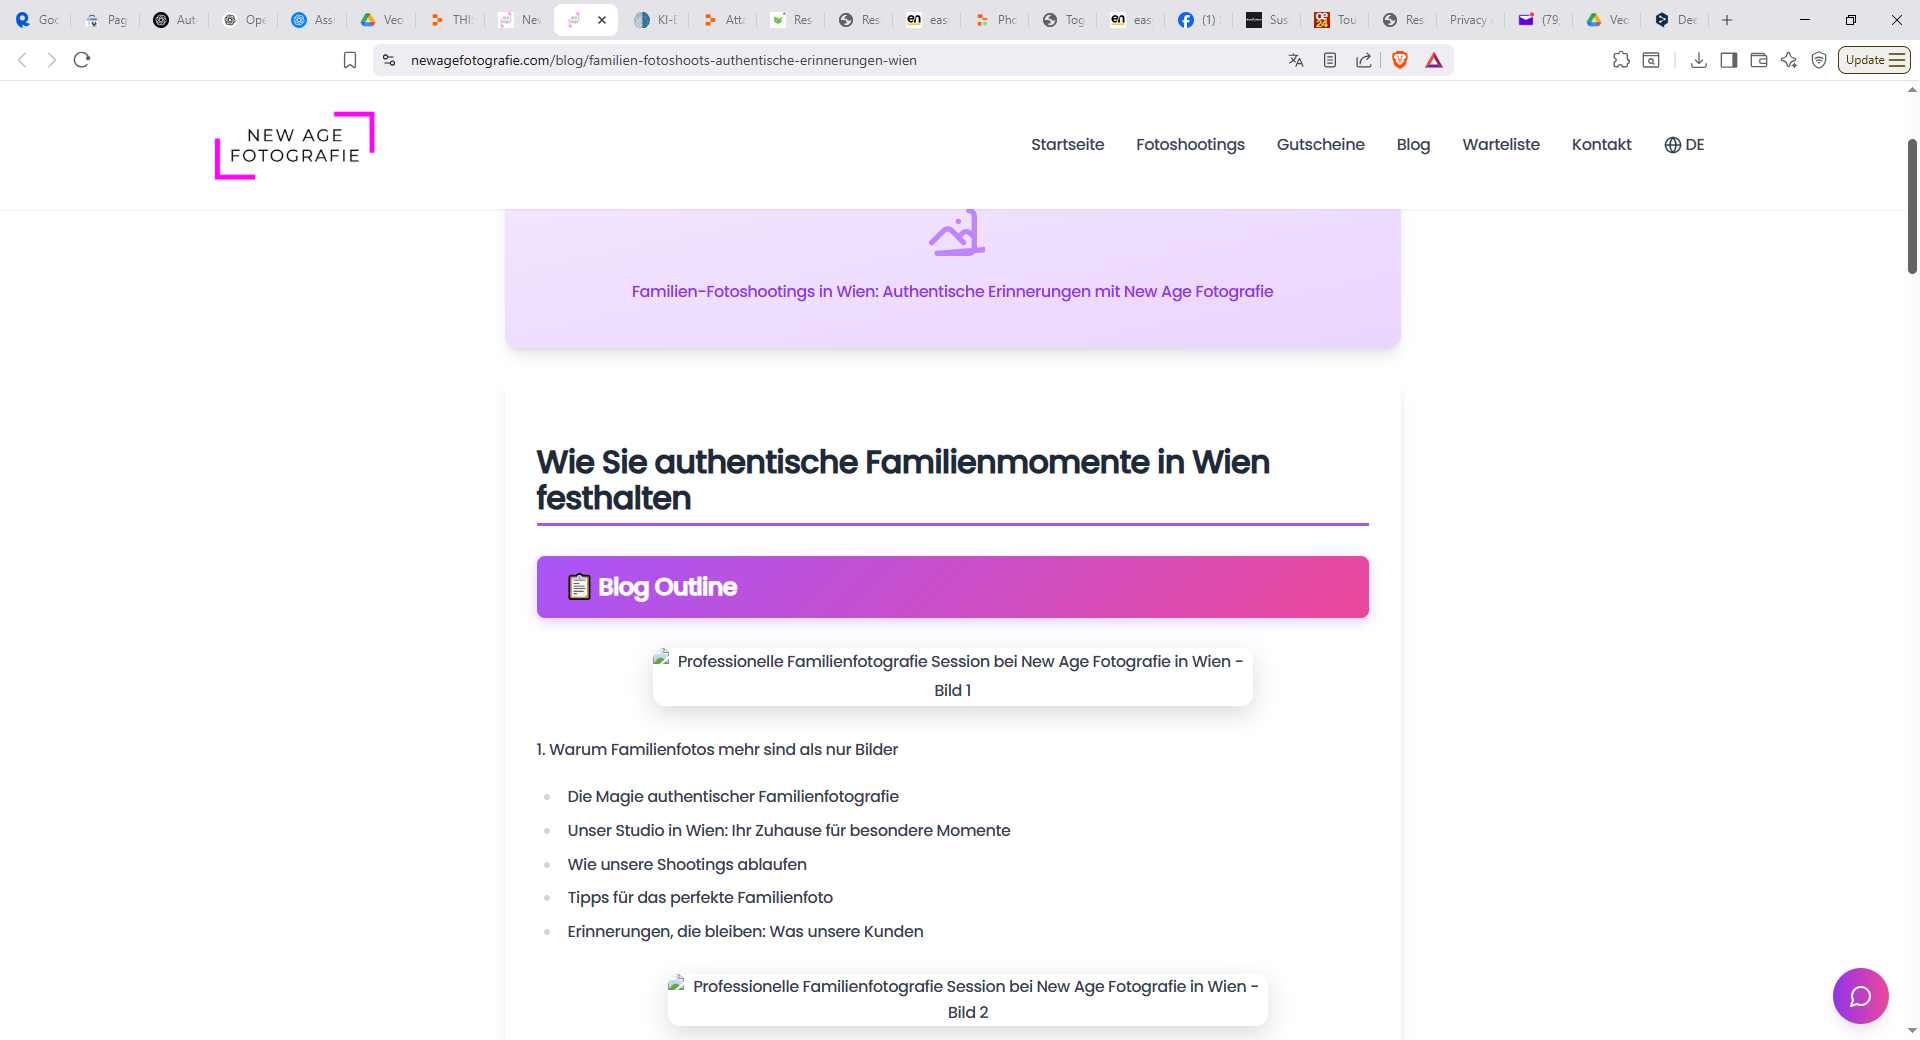 Goc
Pag
Aut
Ope
Assi
Veo
THI
Nev
KI-D
Atta
Res
Res
eas
Pho
Tog
eas
(1)
Sus
Tou
Res
Privacy
(79,
Veo
Dee
newagefotografie.com/blog/familien-fotoshoots-authentische-erinnerungen-wien
Update
NEW AGE
FOTOGRAFIE
Startseite
Fotoshootings
Gutscheine
Blog
Warteliste
Kontakt
DE
Familien-Fotoshootings in Wien: Authentische Erinnerungen mit New Age Fotografie
Wie Sie authentische Familienmomente in Wien
festhalten
Blog Outline
Professionelle Familienfotografie Session bei New Age Fotografie in Wien -
Bild 1
1. Warum Familienfotos mehr sind als nur Bilder
Die Magie authentischer Familienfotografie
Unser Studio in Wien: Ihr Zuhause für besondere Momente
Wie unsere Shootings ablaufen
Tipps für das perfekte Familienfoto
Erinnerungen, die bleiben: Was unsere Kunden
Professionelle Familienfotografie Session bei New Age Fotografie in Wien -
Bild 2